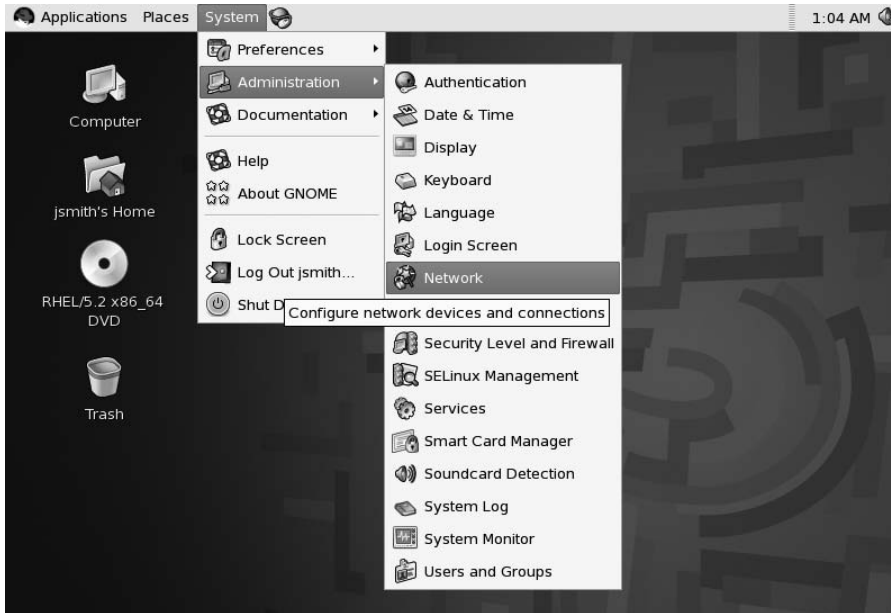 Applications Places System
1:04 AM
Computer
jsmith's Home
RHEL/5.2 x86_64
DVD
Trash
Preferences
Administration
Documentation
Help
About GNOME
Lock Screen
Log Out jsmith...
Shut D
Authentication
Date & Time
Display
Keyboard
Language
Login Screen
Network
Configure network devices and connections
Security Level and Firewall
SELinux Management
Services
Smart Card Manager
Soundcard Detection
System Log
System Monitor
Users and Groups